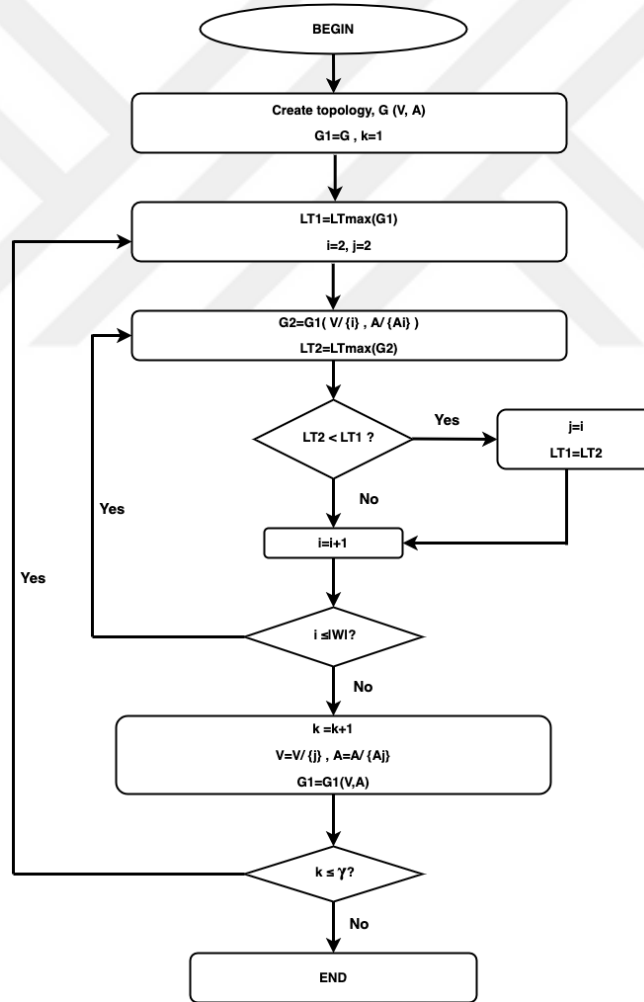 BEGIN
Create topology, G (V, A)
G1=G , k=1
LT1=LTmax(G1)
i=2, j=2
G2=G1( V/ {i} , A/ {Ai} )
LT2=LTmax(G2)
LT2 < LT1 ?
Yes
j=i
LT1=LT2
No
i=i+1
Yes
Yes
i ≤|W|?
No
k =k+1
V=V/ {j} , A=A/ {Aj}
G1=G1(V,A)
k ≤ γ?
No
END